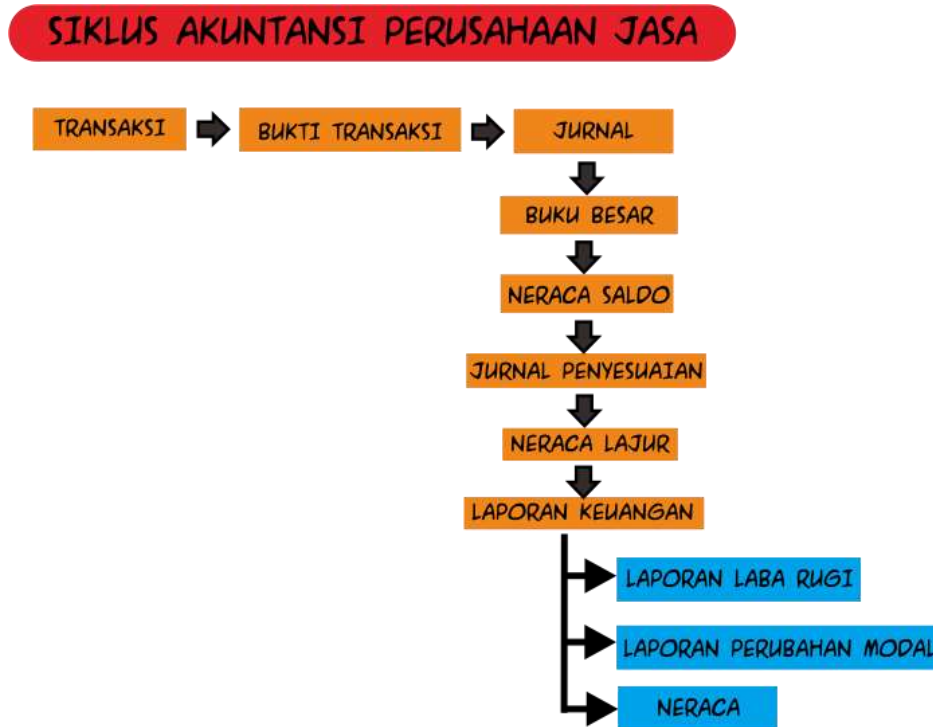 SIKLUS AKUNTANSI PERUSAHAAN JASA
TRANSAKSI
BUKTI TRANSAKSI
JURNAL
BUKU BESAR
NERACA SALDO
JURNAL PENYESUAIAN
NERACA LAJUR
LAPORAN KEUANGAN
LAPORAN LABA RUGI
LAPORAN PERUBAHAN MODAL
NERACA